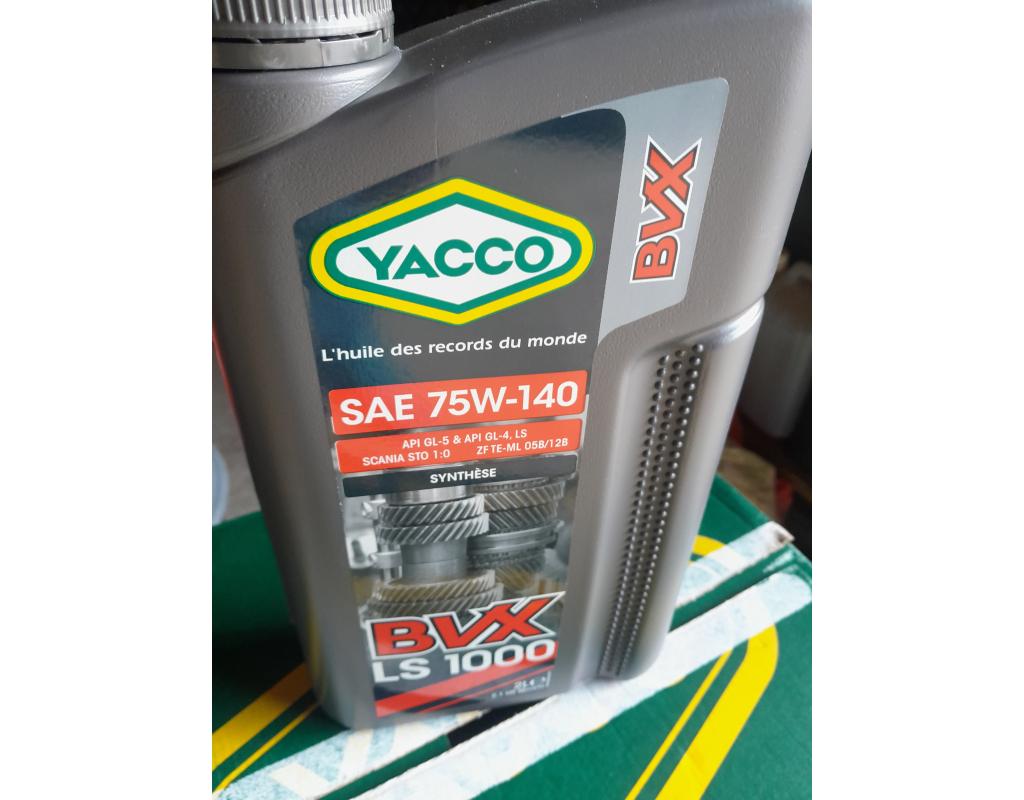 BVX
YACCO
L'huile des records du monde
SAE 75W-140
API GL-5 & API GL-4, LS
SCANIA STO 1:0 ZF TE-ML 05B/12B
SYNTHÈSE
BVX
LS 1000
2L e